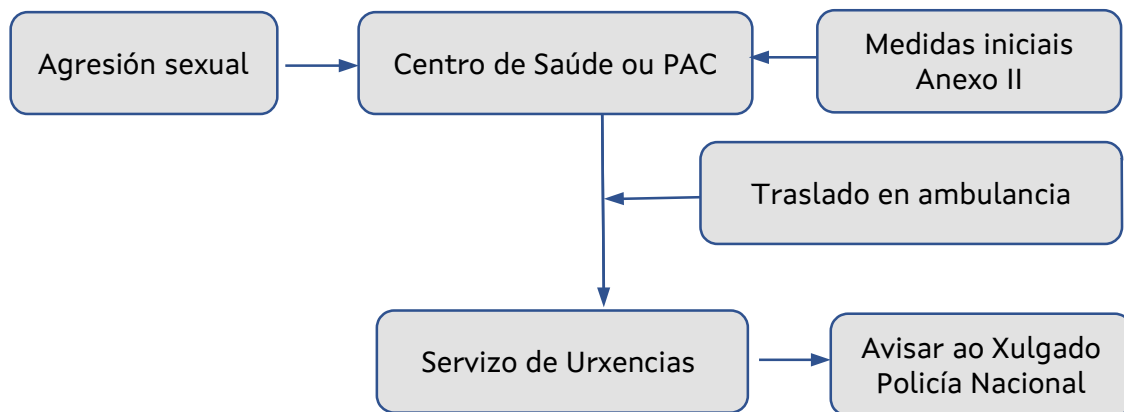 Agresión sexual
Centro de Saúde ou PAC
Medidas iniciais
Anexo II
Traslado en ambulancia
Servizo de Urxencias
Avisar ao Xulgado
Policía Nacional